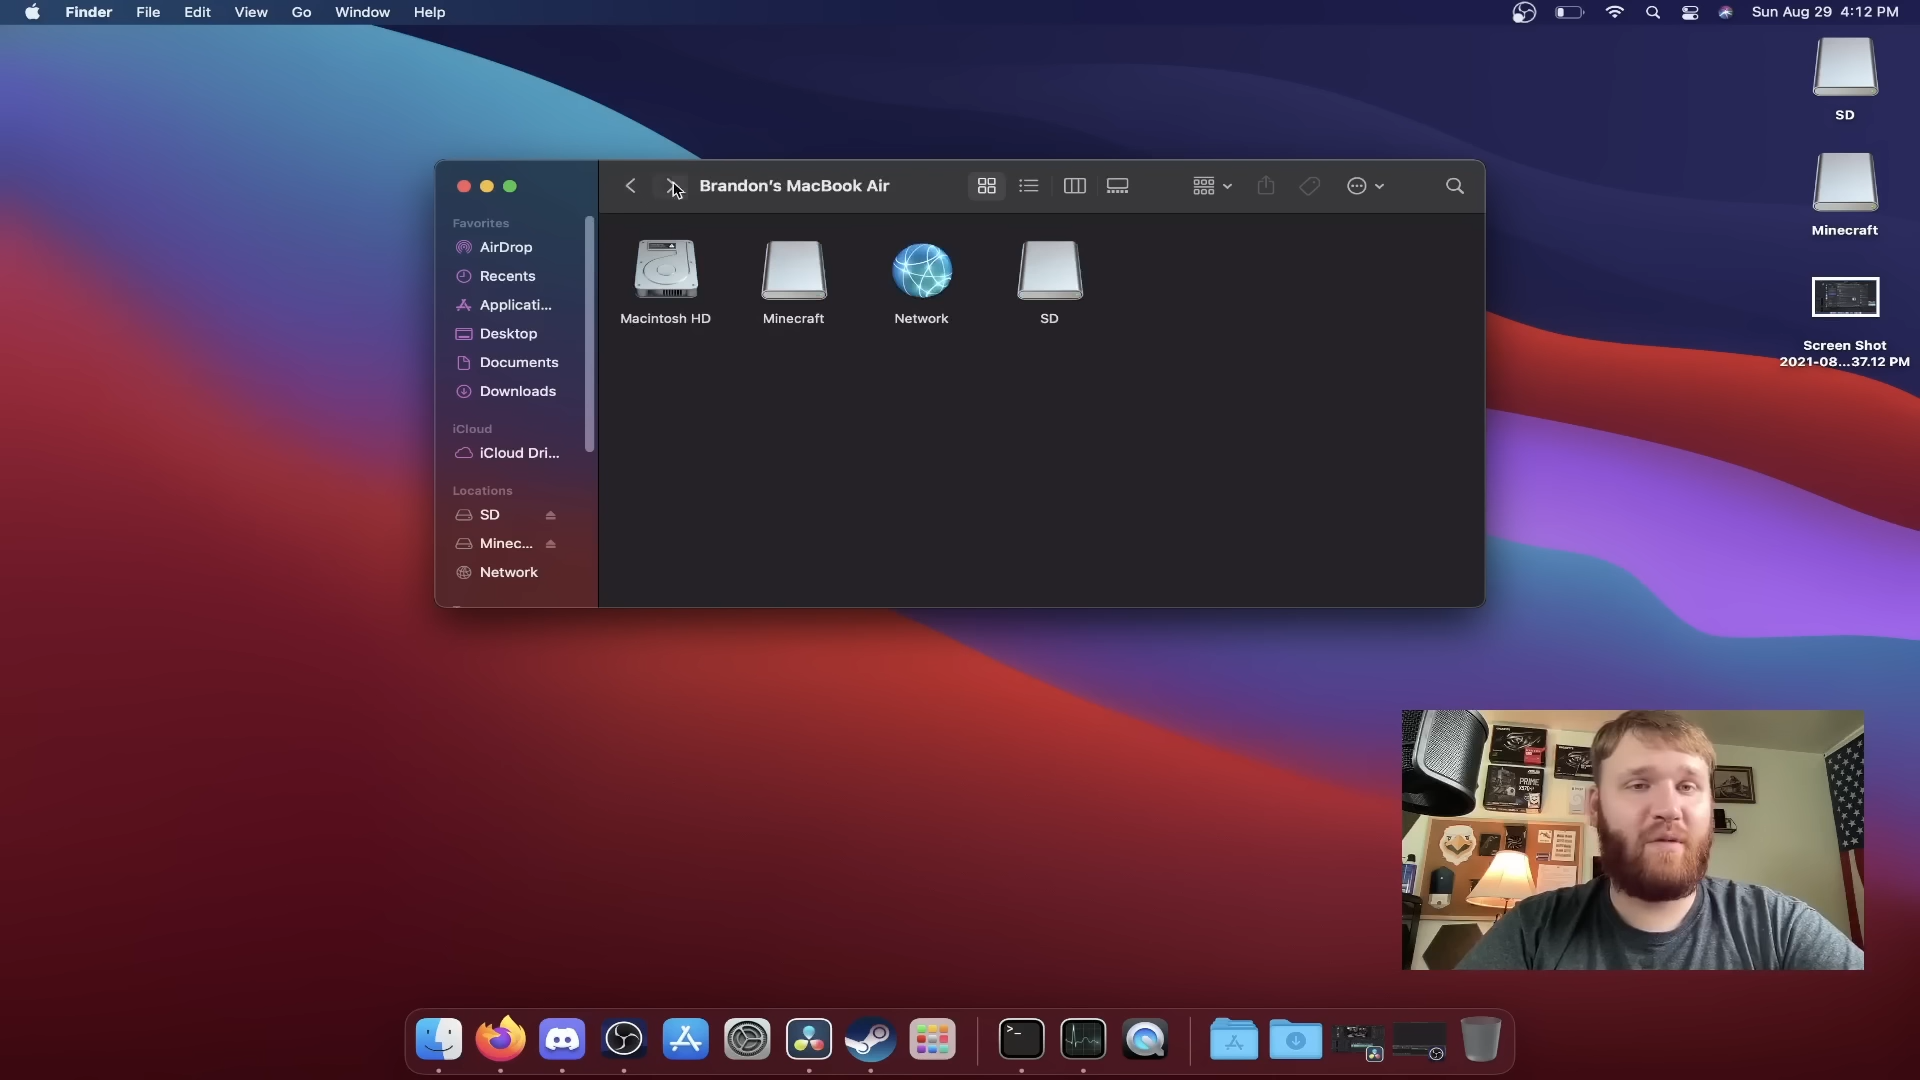 Finder File Edit View Go Window Help
Sun Aug 29 4:12 PM
SD
Minecraft
Screen Shot
2021-08...37.12 PM
Brandon’s MacBook Air
Favorites
AirDrop
Recents
Applicati...
Desktop
Documents
Downloads
iCloud
iCloud Dri...
Locations
SD
Minec...
Network
Macintosh HD
Minecraft
Network
SD
PRIME
>_